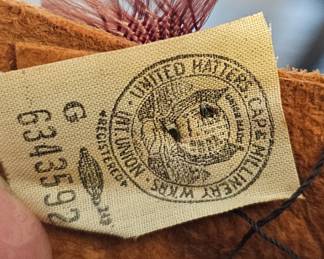 UNITED HATTERS, CAP & MILLINERY WKRS. INT. UNION
UNION MADE
REGISTERED
G
6343592